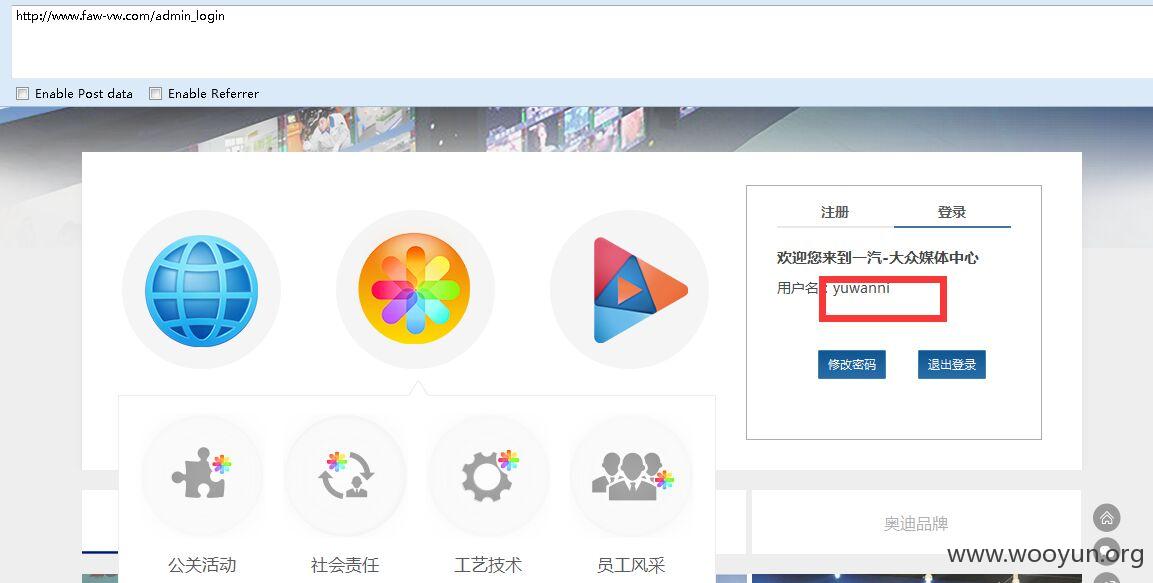 http://www.faw-vw.com/admin_login
Enable Post data Enable Referrer
注册 登录
欢迎您来到一汽-大众媒体中心
用户名：yuwanni
修改密码 退出登录
公关活动 社会责任 工艺技术 员工风采
奥迪品牌
www.wooyun.org